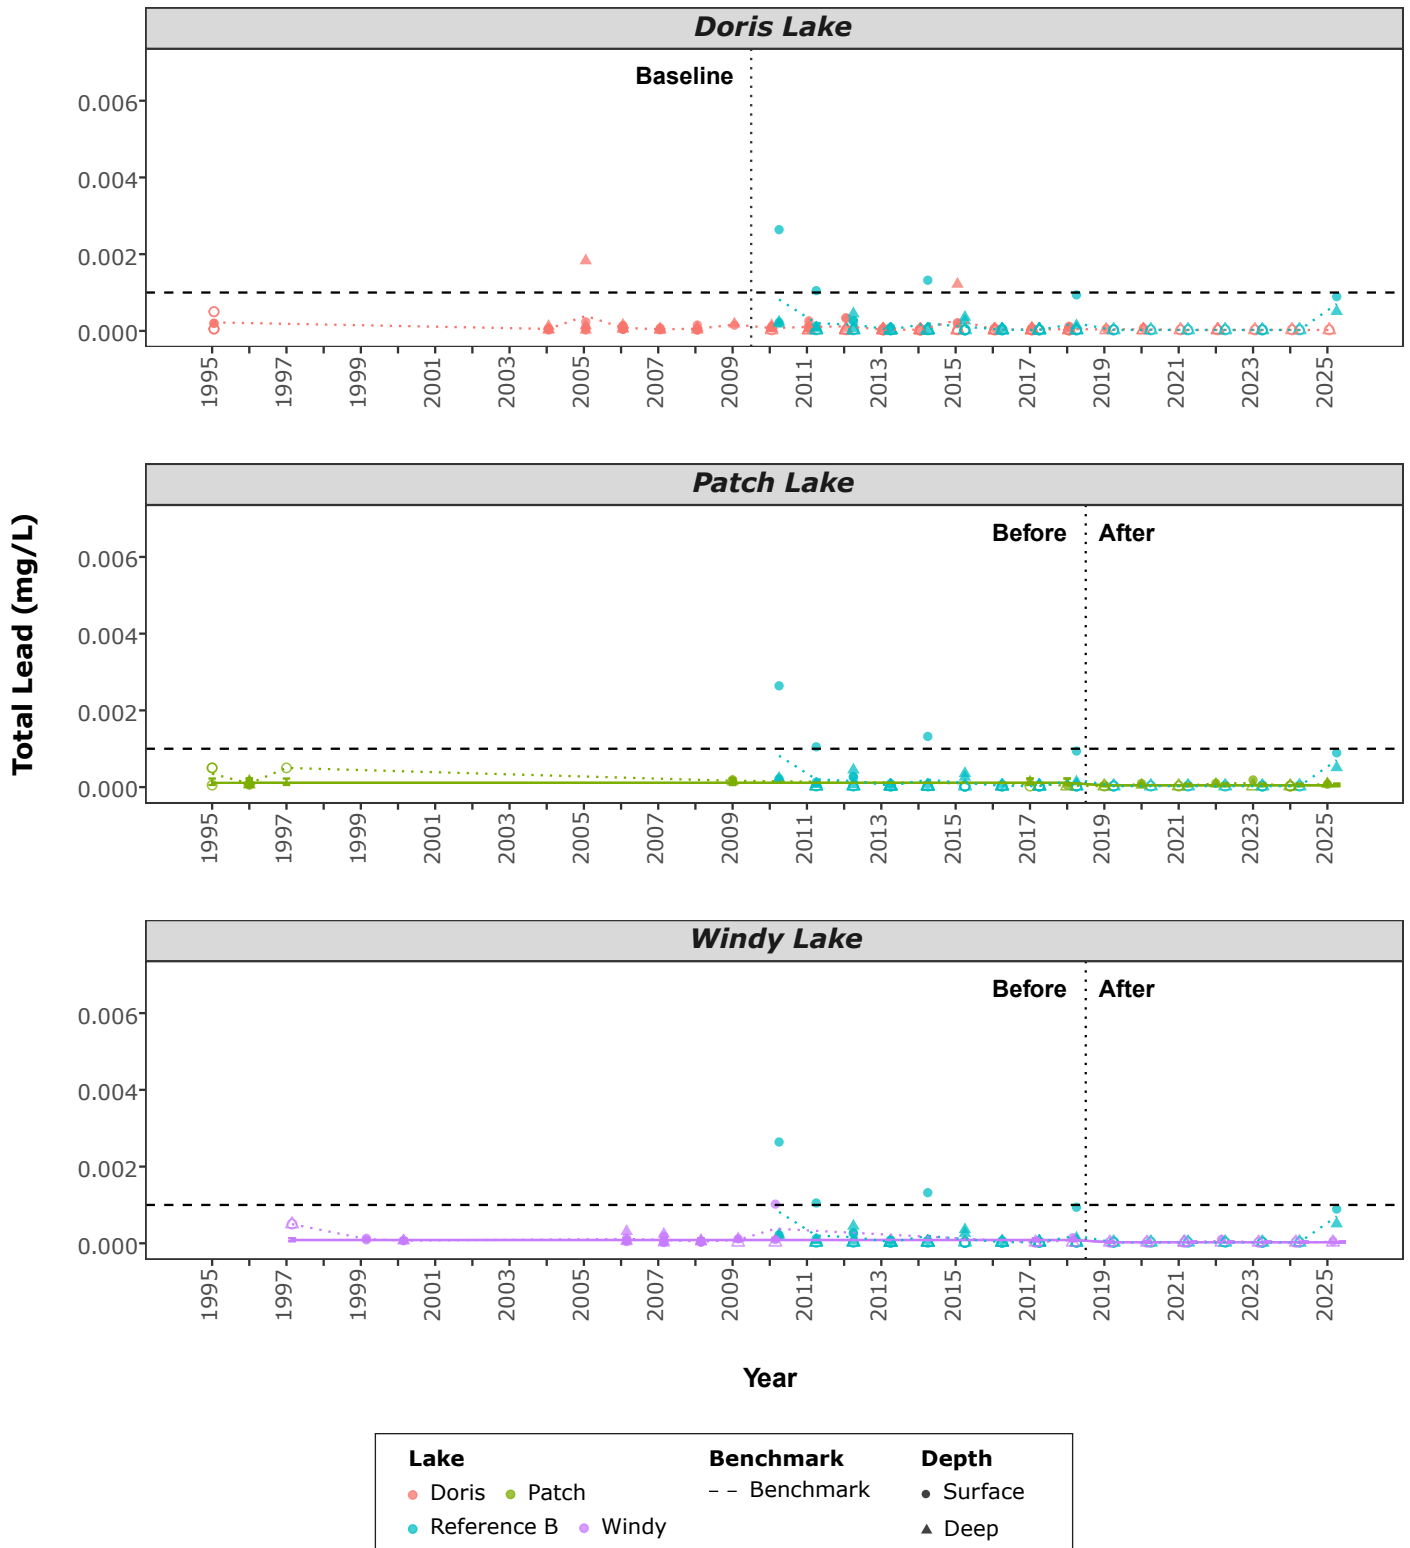 Doris Lake
Baseline
0.006
0.004
0.002
0.000
1995 1997 1999 2001 2003 2005 2007 2009 2011 2013 2015 2017 2019 2021 2023 2025
Patch Lake
Before After
0.006
0.004
0.002
0.000
1995 1997 1999 2001 2003 2005 2007 2009 2011 2013 2015 2017 2019 2021 2023 2025
Total Lead (mg/L)
Windy Lake
Before After
0.006
0.004
0.002
0.000
1995 1997 1999 2001 2003 2005 2007 2009 2011 2013 2015 2017 2019 2021 2023 2025
Year
Lake Benchmark Depth
Doris Patch Benchmark Surface
Reference B Windy Deep